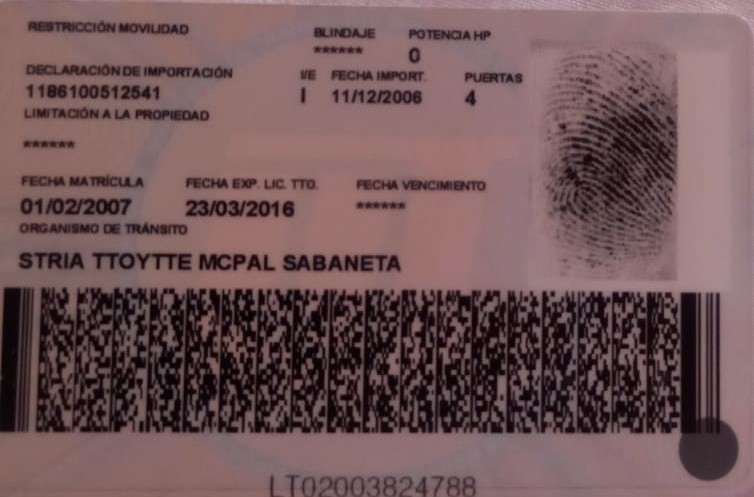 RESTRICCIÓN MOVILIDAD BLINDAJE POTENCIA HP
****** 0
DECLARACIÓN DE IMPORTACIÓN I/E FECHA IMPORT. PUERTAS
1186100512541 I 11/12/2006 4
LIMITACIÓN A LA PROPIEDAD
******
FECHA MATRÍCULA FECHA EXP. LIC. TTO. FECHA VENCIMIENTO
01/02/2007 23/03/2016 ******
ORGANISMO DE TRÁNSITO
STRIA TTOYTTE MCPAL SABANETA
LT02003824788